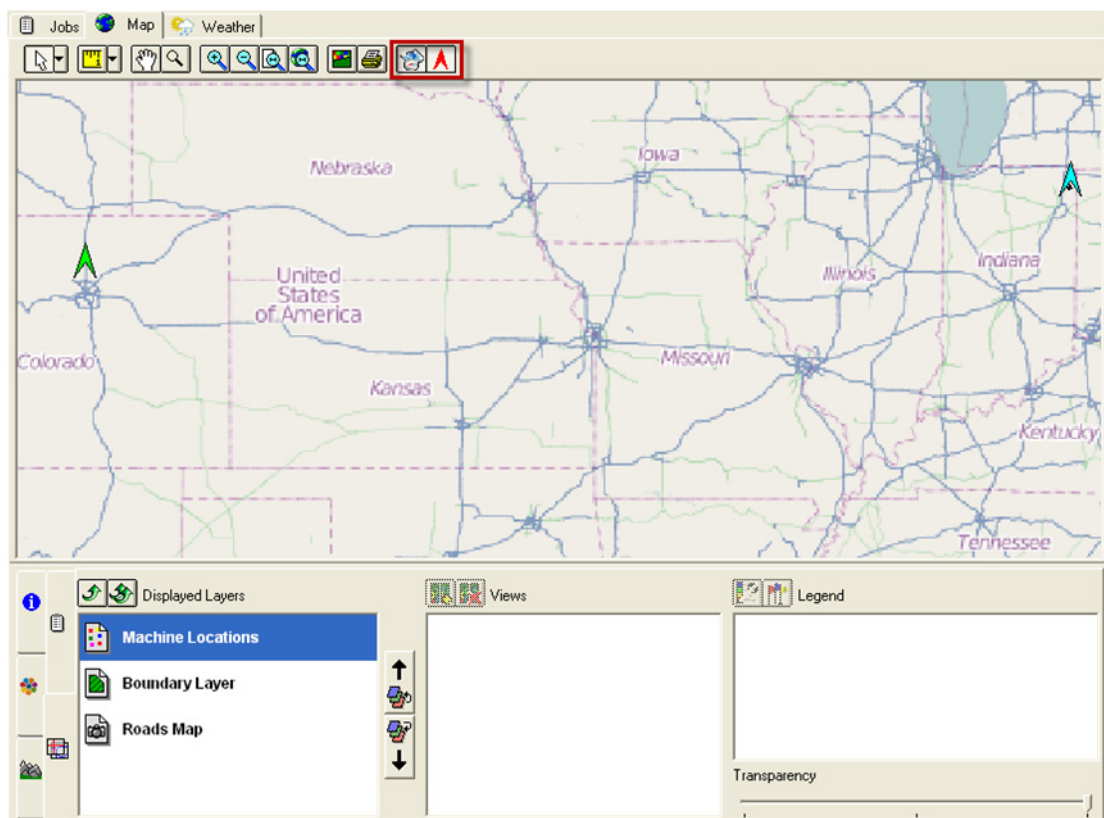 Jobs Map Weather
Nebraska
Iowa
United
States
of America
Illinois
Indiana
Colorado
Missouri
Kansas
Kentucky
Tennessee
Displayed Layers
Views
Legend
Machine Locations
Boundary Layer
Roads Map
Transparency